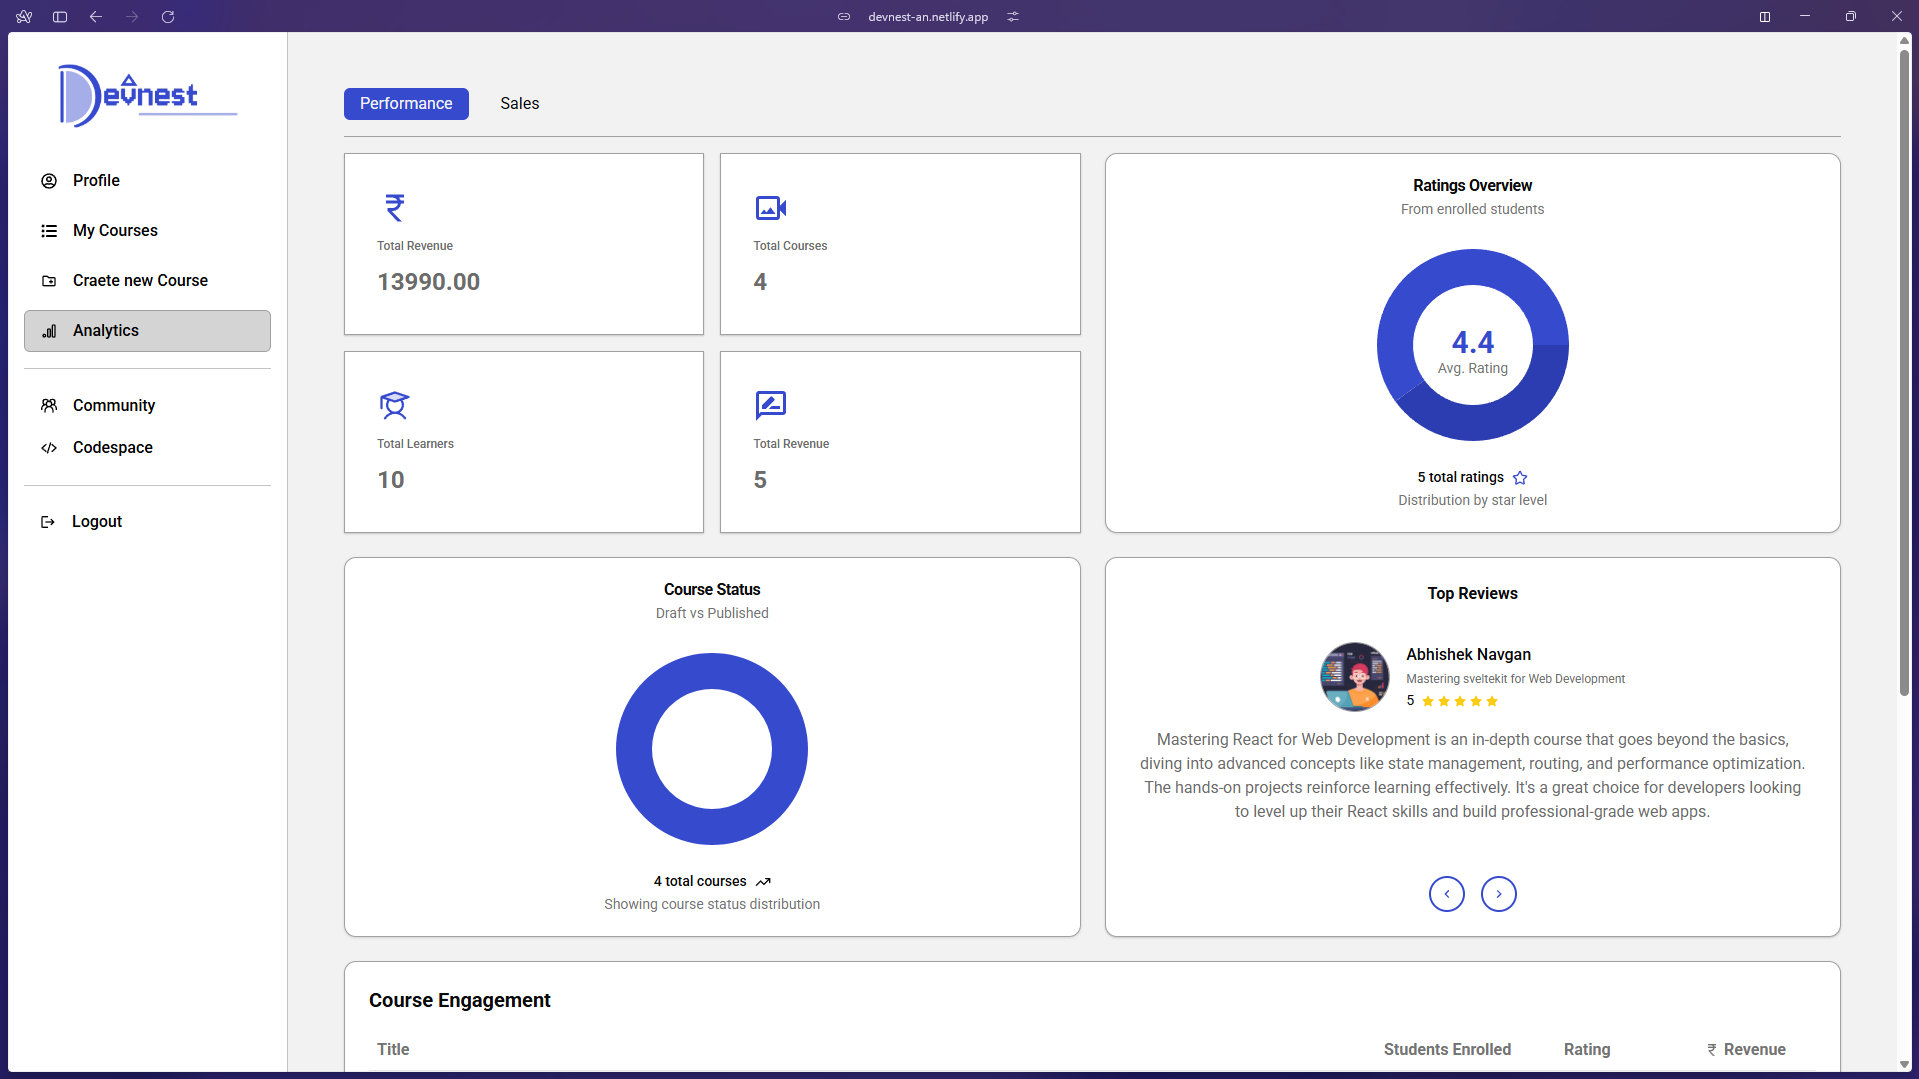 devnest-an.netlify.app
Devnest
Profile
My Courses
Craete new Course
Analytics
Community
Codespace
Logout
Performance
Sales
Total Revenue
13990.00
Total Courses
4
Total Learners
10
Total Revenue
5
Ratings Overview
From enrolled students
4.4
Avg. Rating
5 total ratings
Distribution by star level
Course Status
Draft vs Published
4 total courses
Showing course status distribution
Top Reviews
Abhishek Navgan
Mastering sveltekit for Web Development
5
Mastering React for Web Development is an in-depth course that goes beyond the basics,
diving into advanced concepts like state management, routing, and performance optimization.
The hands-on projects reinforce learning effectively. It's a great choice for developers looking
to level up their React skills and build professional-grade web apps.
Course Engagement
Title Students Enrolled Rating ₹ Revenue